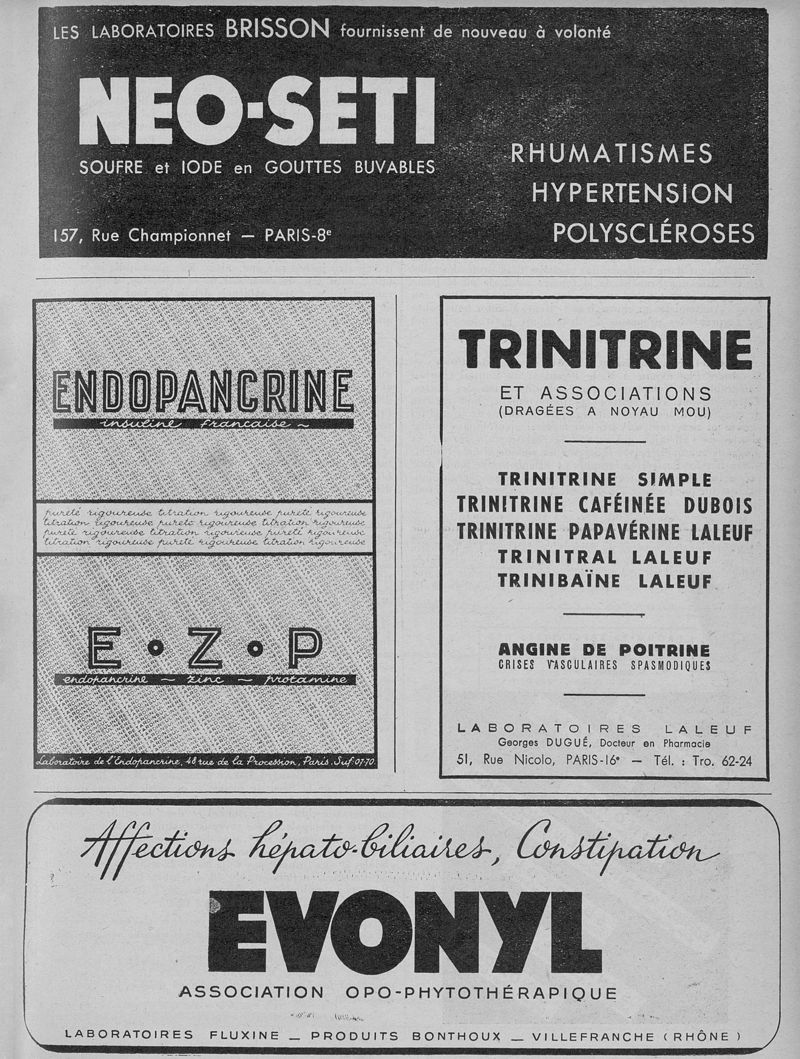 LES LABORATOIRES BRISSON fournissent de nouveau à volonté
NEO-SETI
SOUFRE et IODE en GOUTTES BUVABLES
RHUMATISMES
HYPERTENSION
POLYSCLÉROSES
157, Rue Championnet — PARIS-8e
ENDOPANCRINE
insuline française ~
pureté rigoureuse titration rigoureuse pureté rigoureuse
titration rigoureuse pureté rigoureuse titration rigoureuse
pureté rigoureuse titration rigoureuse pureté rigoureuse
titration rigoureuse pureté rigoureuse titration rigoureuse
E • Z • P
endopancrine ~ zinc ~ protamine
Laboratoire de l'Endopancrine, 48 rue de la Procession, Paris. Suf. 07-70.
TRINITRINE
ET ASSOCIATIONS
(DRAGÉES A NOYAU MOU)
TRINITRINE SIMPLE
TRINITRINE CAFÉINÉE DUBOIS
TRINITRINE PAPAVÉRINE LALEUF
TRINITRAL LALEUF
TRINIBAÏNE LALEUF
ANGINE DE POITRINE
CRISES VASCULAIRES SPASMODIQUES
LABORATOIRES LALEUF
Georges DUGUÉ, Docteur en Pharmacie
51, Rue Nicolo, PARIS-16e — Tél. : Tro. 62-24
Affections hépato-biliaires, Constipation
EVONYL
ASSOCIATION OPO-PHYTOTHÉRAPIQUE
LABORATOIRES FLUXINE _ PRODUITS BONTHOUX _ VILLEFRANCHE (RHÔNE)